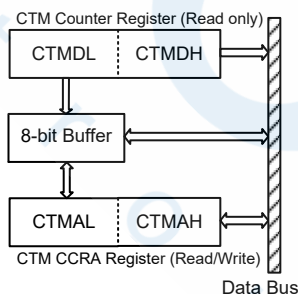 CTM Counter Register (Read only)
CTMDL CTMDH
8-bit Buffer
CTMAL CTMAH
CTM CCRA Register (Read/Write)
Data Bus